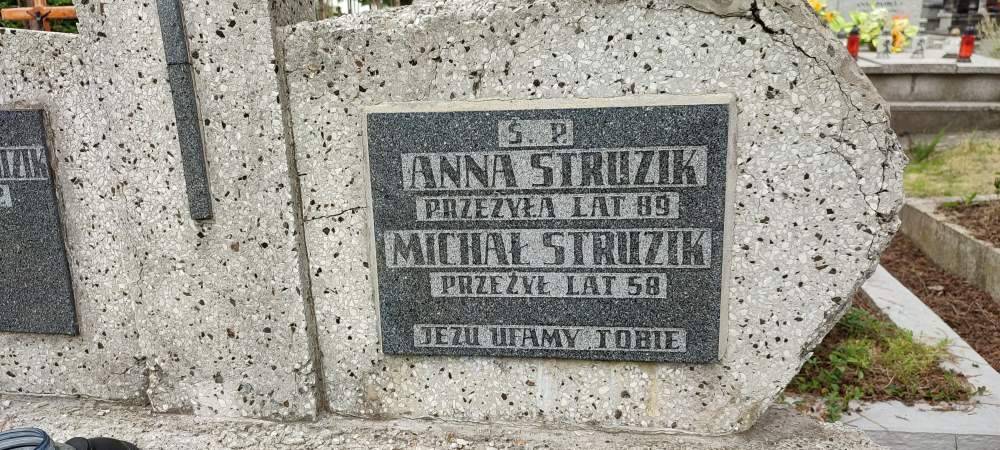 Ś. P.
ANNA STRUZIK
PRZEŻYŁA LAT 89
MICHAŁ STRUZIK
PRZEŻYŁ LAT 58
JEZU UFAMY TOBIE